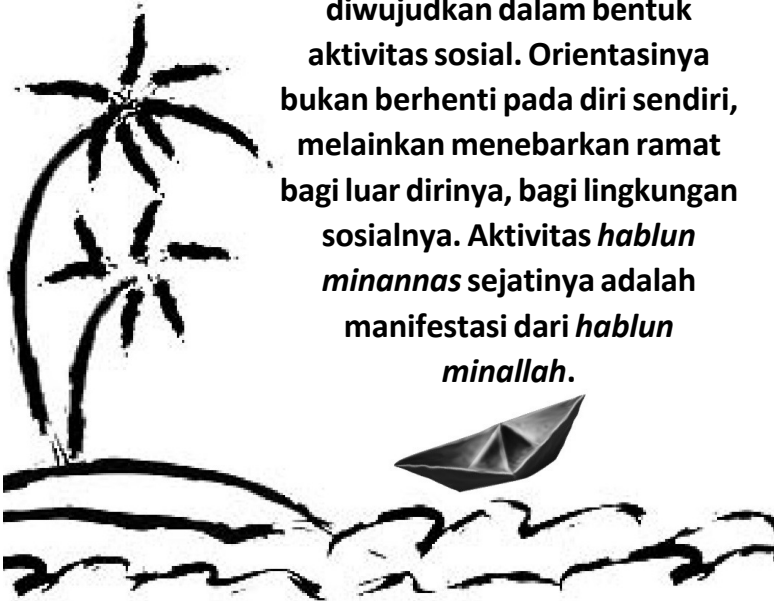 diwujudkan dalam bentuk
aktivitas sosial. Orientasinya
bukan berhenti pada diri sendiri,
melainkan menebarkan ramat
bagi luar dirinya, bagi lingkungan
sosialnya. Aktivitas hablun
minannas sejatinya adalah
manifestasi dari hablun
minallah.